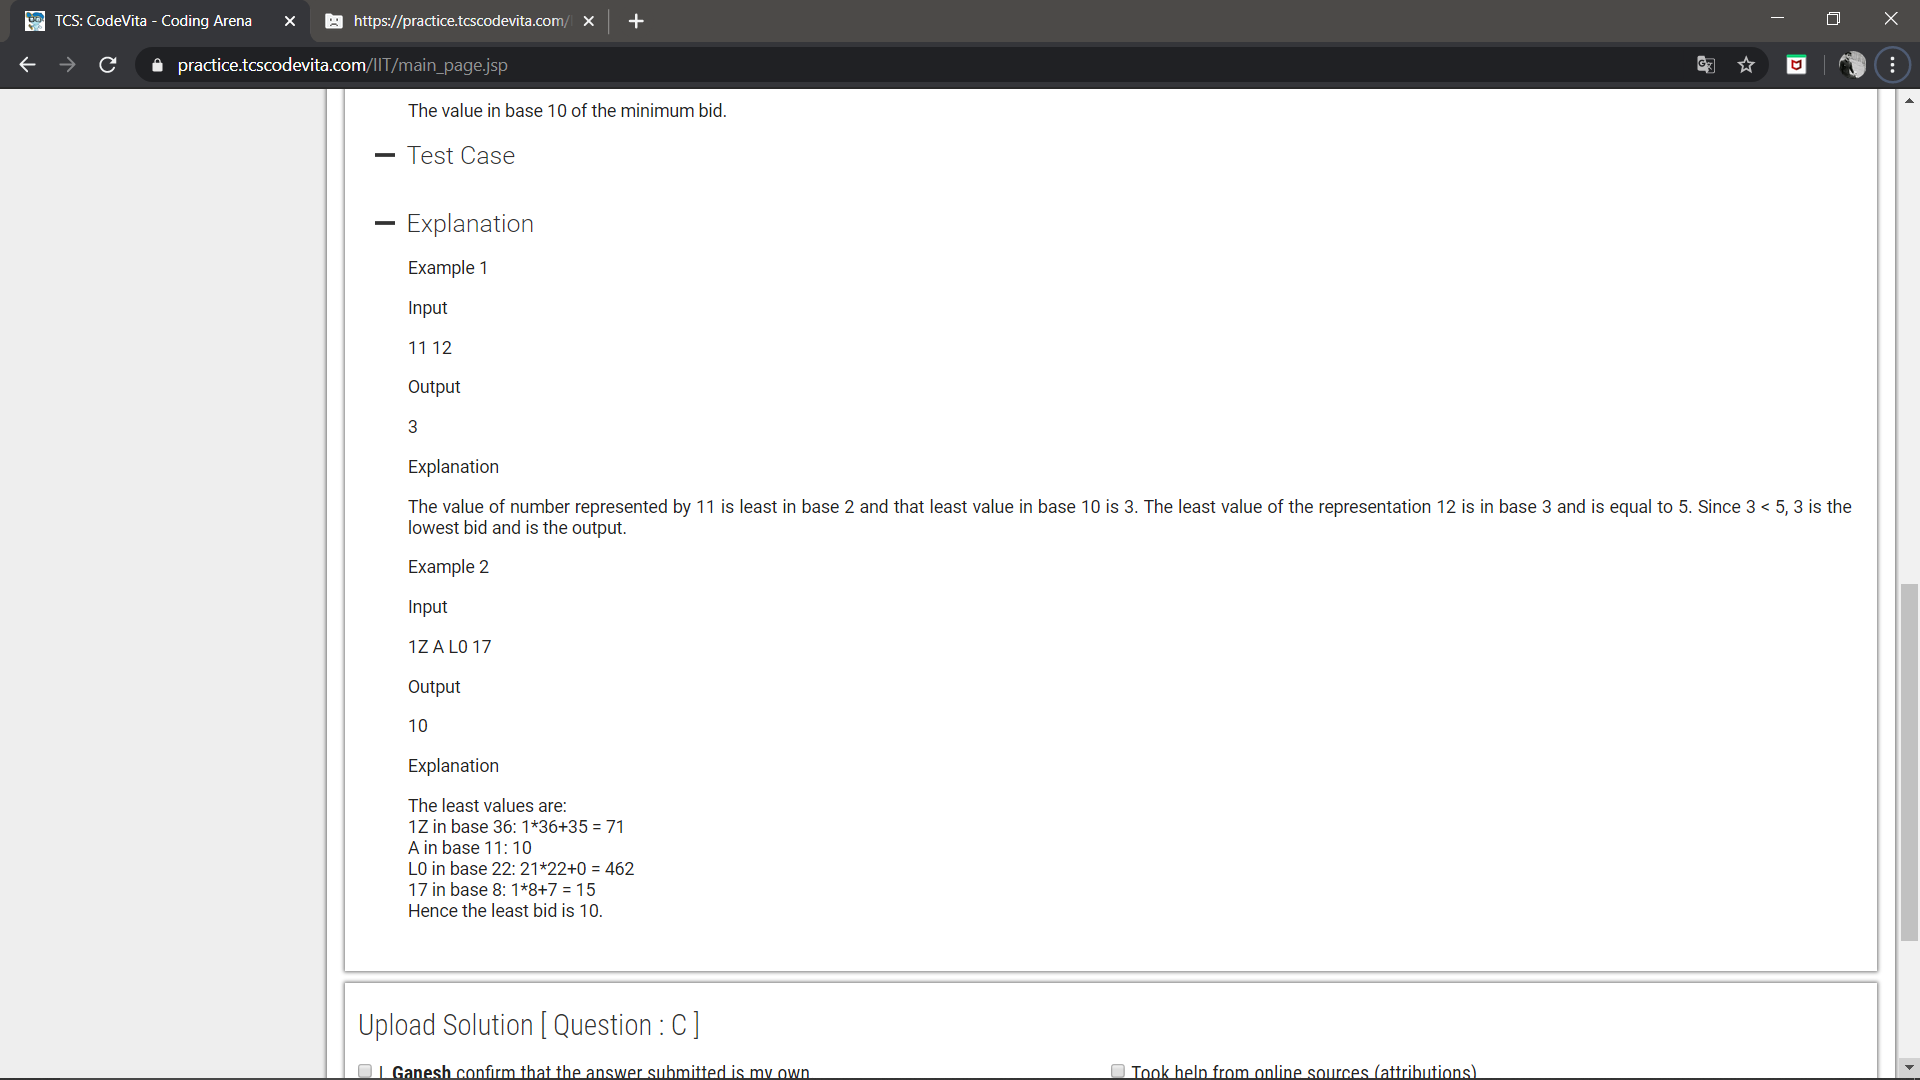 TCS: CodeVita - Coding Arena
https://practice.tcscodevita.com/
practice.tcscodevita.com/IIT/main_page.jsp
The value in base 10 of the minimum bid.
Test Case
Explanation
Example 1
Input
11 12
Output
3
Explanation
The value of number represented by 11 is least in base 2 and that least value in base 10 is 3. The least value of the representation 12 is in base 3 and is equal to 5. Since 3 < 5, 3 is the
lowest bid and is the output.
Example 2
Input
1Z A L0 17
Output
10
Explanation
The least values are:
1Z in base 36: 1*36+35 = 71
A in base 11: 10
L0 in base 22: 21*22+0 = 462
17 in base 8: 1*8+7 = 15
Hence the least bid is 10.
Upload Solution [ Question : C ]
I, Ganesh confirm that the answer submitted is my own
Took help from online sources (attributions)